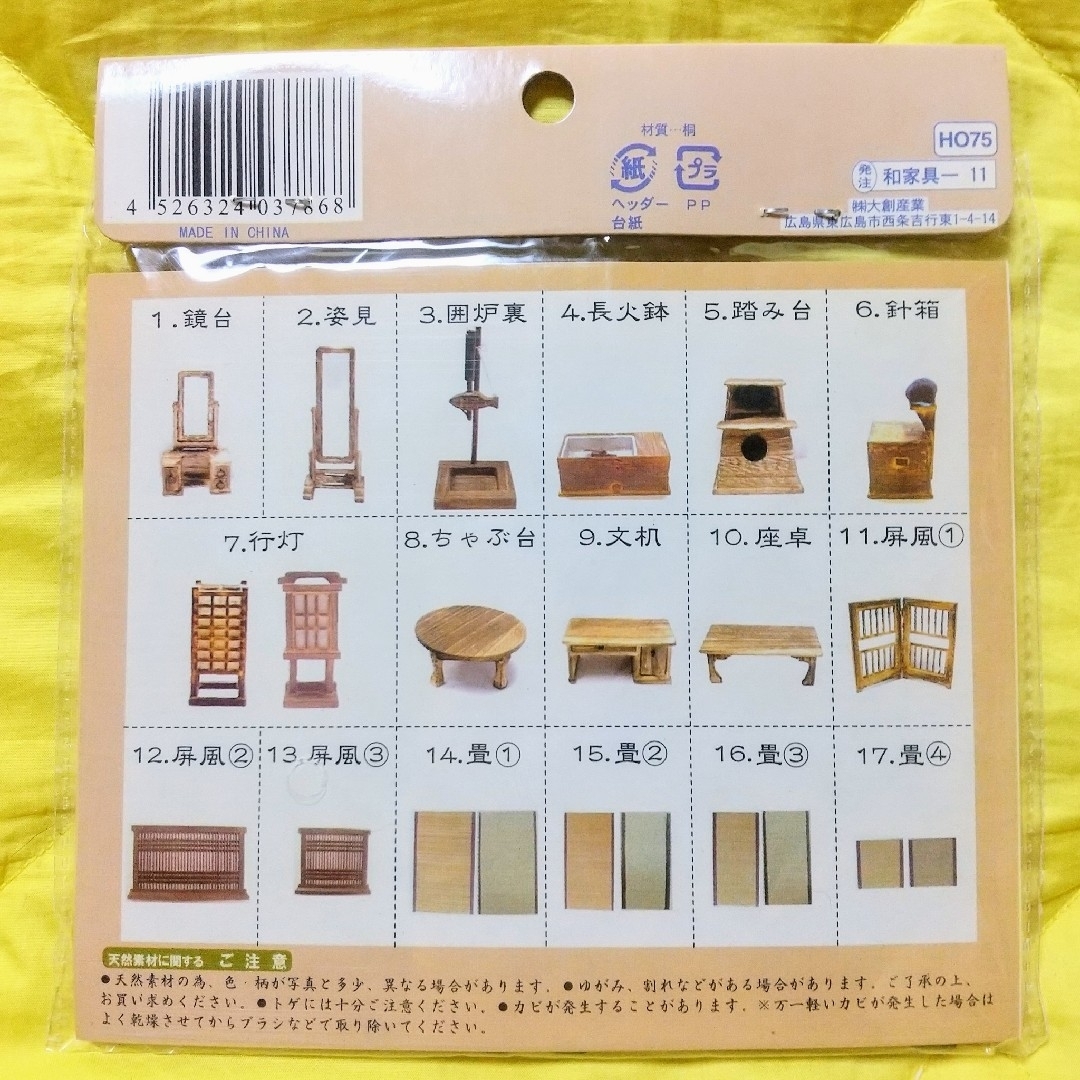 4 526324 037868
MADE IN CHINA
材質…桐
紙
プラ
ヘッダー
台紙
PP
HO75
発注
和家具ー 11
㈱大創産業
広島県東広島市西条吉行東1-4-14
1.鏡台
2.姿見
3.囲炉裏
4.長火鉢
5.踏み台
6.針箱
7.行灯
8.ちゃぶ台
9.文机
10.座卓
11.屏風①
12.屏風②
13.屏風③
14.畳①
15.畳②
16.畳③
17.畳④
天然素材に関する ご注意
●天然素材の為、色・柄が写真と多少、異なる場合があります。●ゆがみ、割れなどがある場合があります。ご了承の上、
お買い求めください。●トゲには十分ご注意ください。●カビが発生することがあります。※万一軽いカビが発生した場合は
よく乾燥させてからブラシなどで取り除いてください。